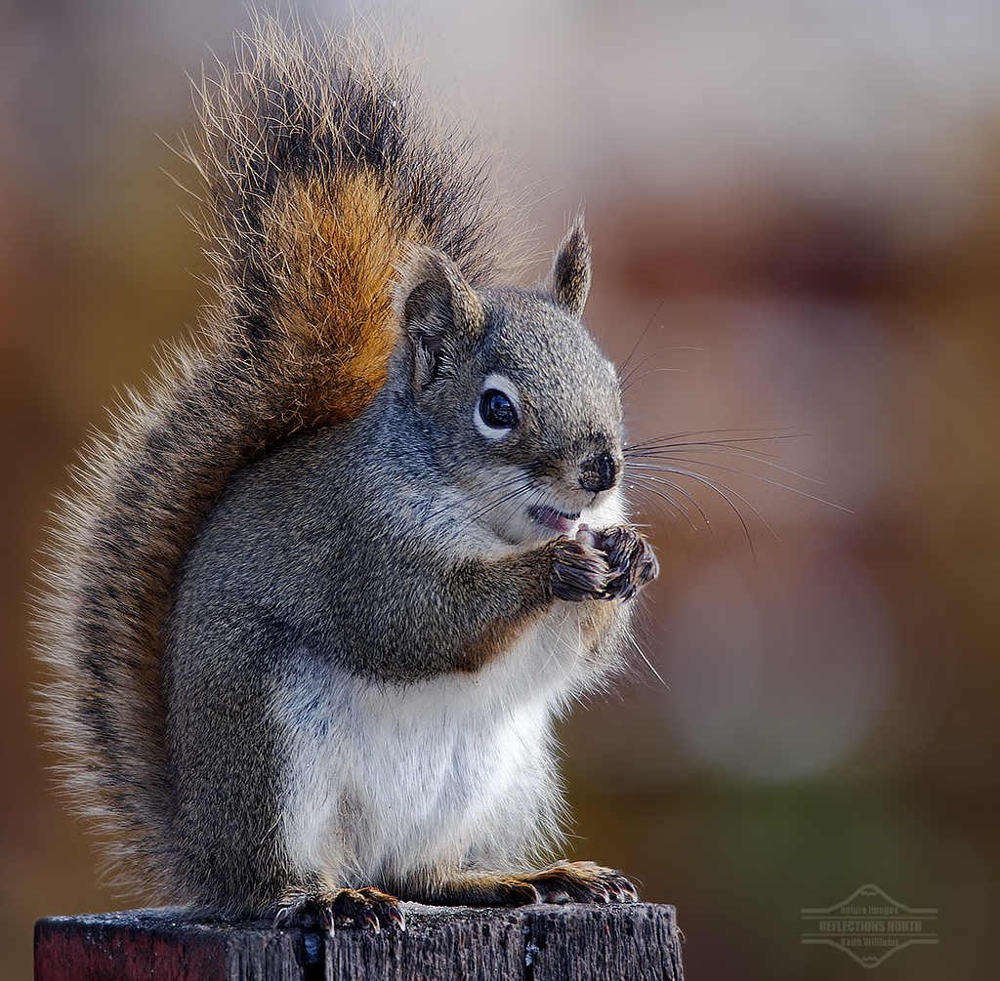 nature images
REFLECTIONS NORTH
Keith Williams